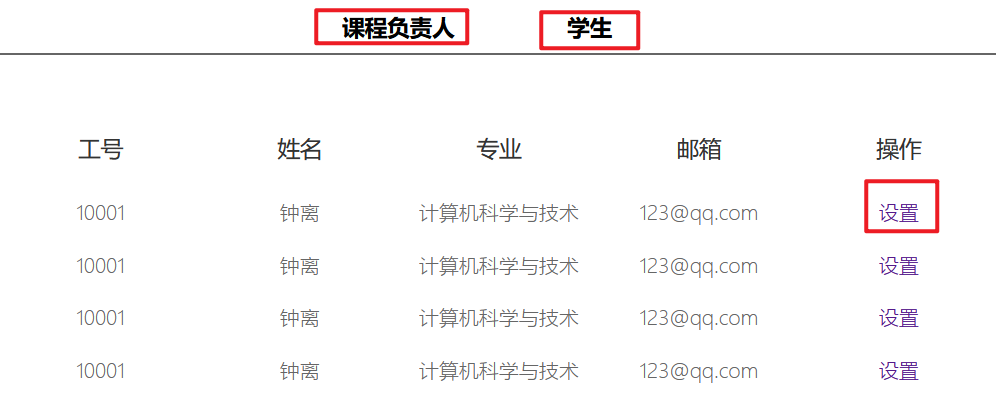 课程负责人 学生
工号 姓名 专业 邮箱 操作
10001 钟离 计算机科学与技术 123@qq.com 设置
10001 钟离 计算机科学与技术 123@qq.com 设置
10001 钟离 计算机科学与技术 123@qq.com 设置
10001 钟离 计算机科学与技术 123@qq.com 设置